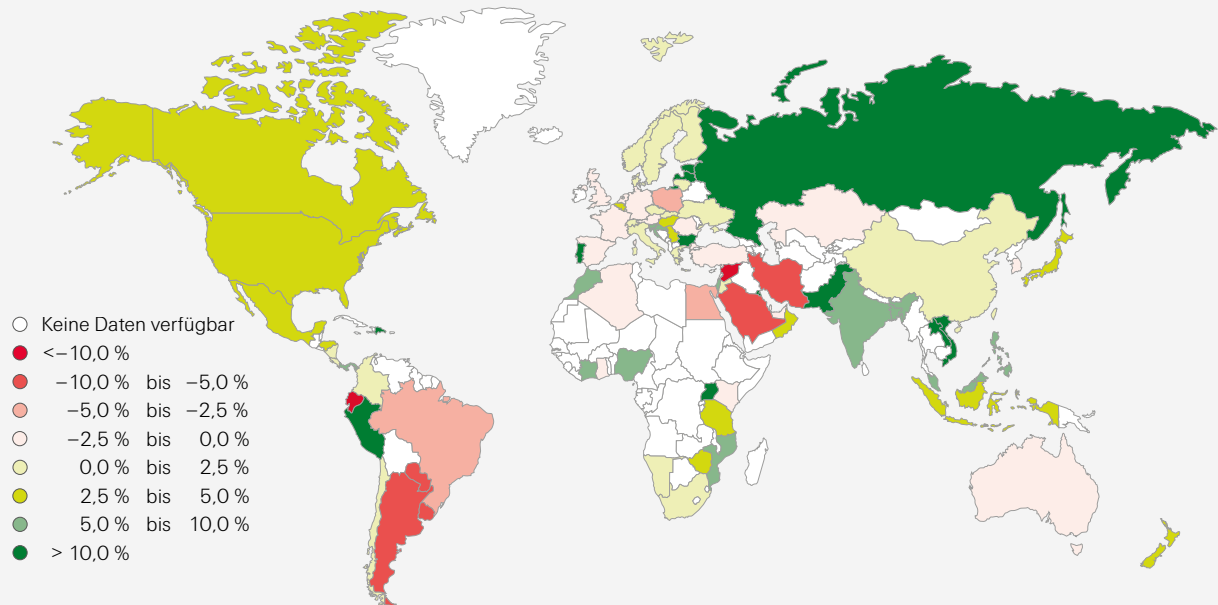 Keine Daten verfügbar
<–10,0 %
–10,0 % bis –5,0 %
–5,0 % bis –2,5 %
–2,5 % bis 0,0 %
0,0 % bis 2,5 %
2,5 % bis 5,0 %
5,0 % bis 10,0 %
> 10,0 %